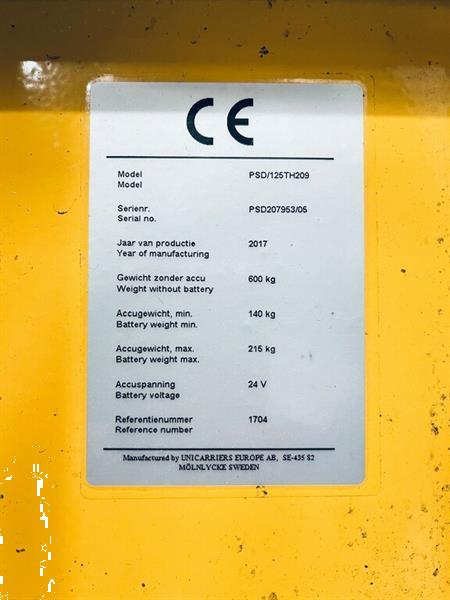 CE
Model PSD/125TH209
Model
Serienr. PSD207953/05
Serial no.
Jaar van productie 2017
Year of manufacturing
Gewicht zonder accu 600 kg
Weight without battery
Accugewicht, min. 140 kg
Battery weight min.
Accugewicht, max. 215 kg
Battery weight max.
Accuspanning 24 V
Battery voltage
Referentienummer 1704
Reference number
Manufactured by UNICARRIERS EUROPE AB, SE-435 S2
MÖLNLYCKE SWEDEN